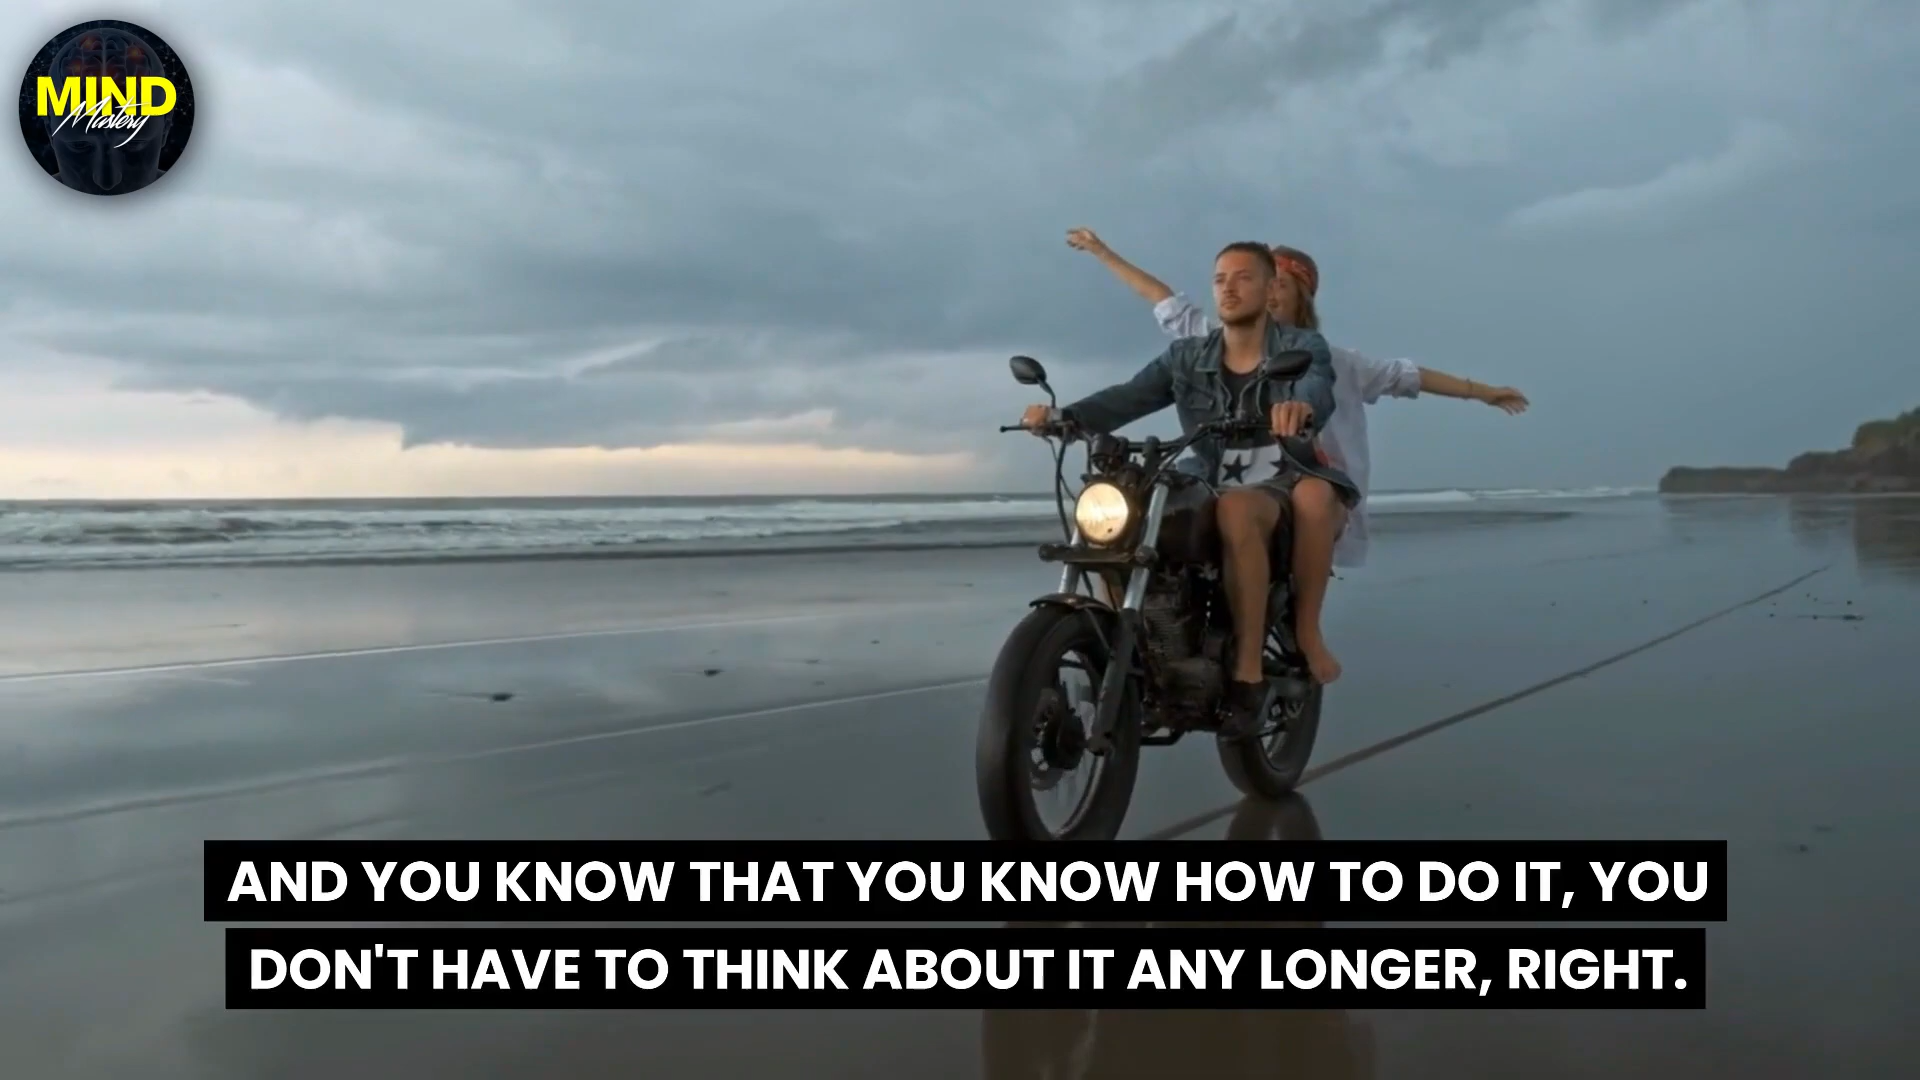 MIND
Mastery
AND YOU KNOW THAT YOU KNOW HOW TO DO IT, YOU
DON'T HAVE TO THINK ABOUT IT ANY LONGER, RIGHT.